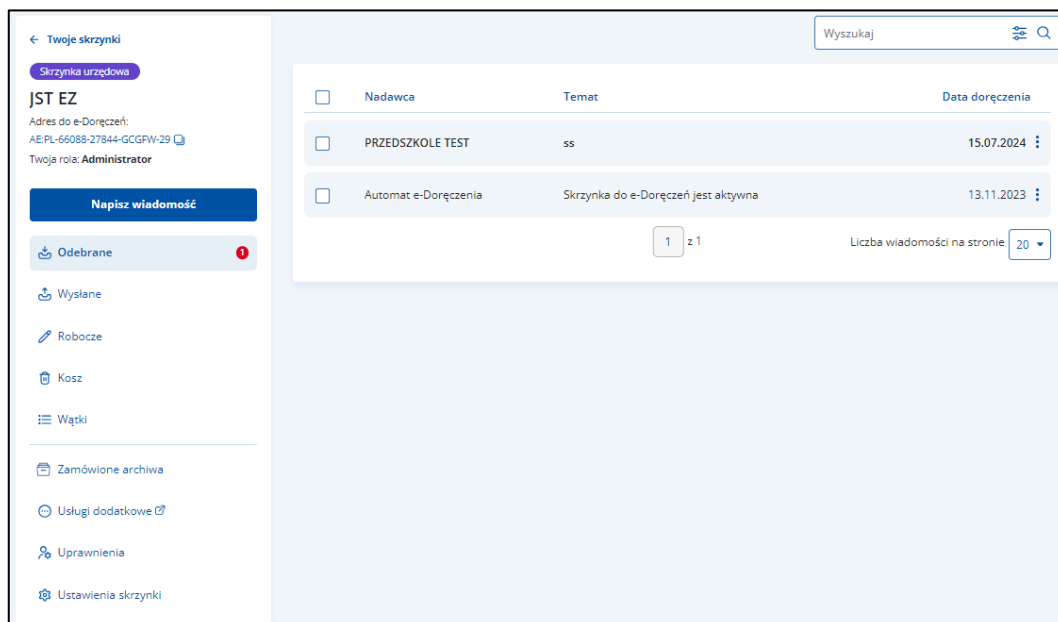 ← Twoje skrzynki
Skrzynka urzędowa
JST EZ
Adres do e-Doręczeń:
AE:PL-66088-27844-GCGFW-29
Twoja rola: Administrator
Napisz wiadomość
Odebrane 1
Wysłane
Robocze
Kosz
Wątki
Zamówione archiwa
Usługi dodatkowe
Uprawnienia
Ustawienia skrzynki
Wyszukaj
Nadawca Temat Data doręczenia
PRZEDSZKOLE TEST ss 15.07.2024
Automat e-Doręczenia Skrzynka do e-Doręczeń jest aktywna 13.11.2023
1 z 1 Liczba wiadomości na stronie 20